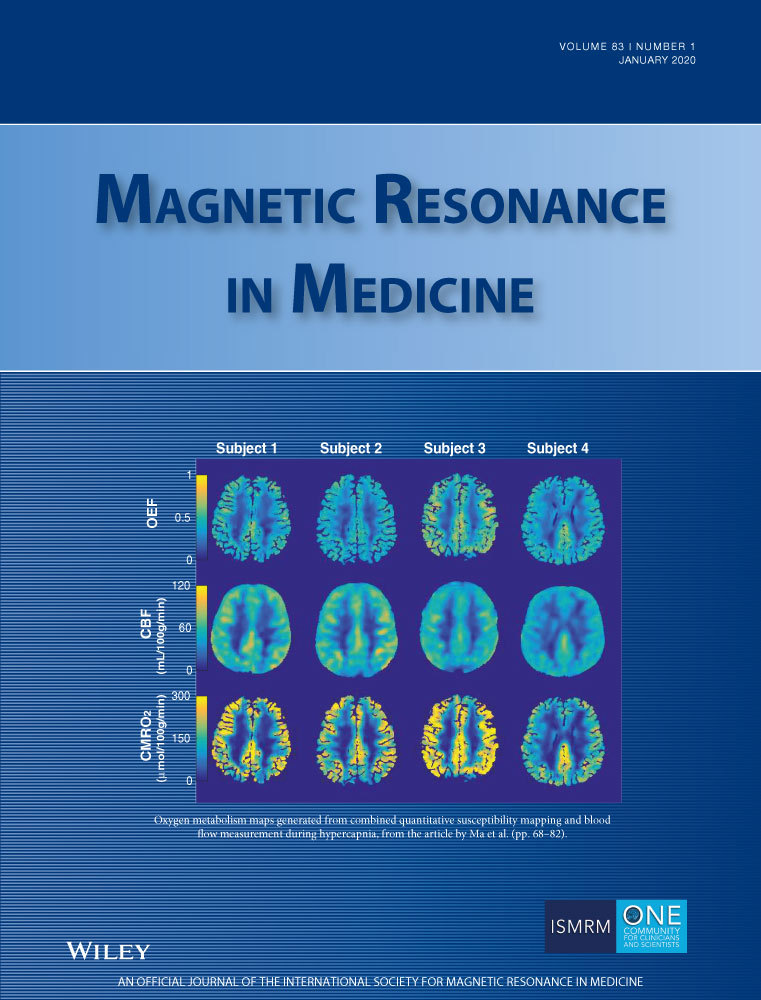 VOLUME 83 | NUMBER 1
JANUARY 2020
MAGNETIC RESONANCE
IN MEDICINE
Subject 1 Subject 2 Subject 3 Subject 4
OEF
1
0.5
0
CBF
(mL/100g/min)
120
60
0
CMRO₂
(μmol/100g/min)
300
150
0
Oxygen metabolism maps generated from combined quantitative susceptibility mapping and blood
flow measurement during hypercapnia, from the article by Ma et al. (pp. 68–82).
ISMRM
ONE
COMMUNITY
FOR CLINICIANS
AND SCIENTISTS
WILEY
AN OFFICIAL JOURNAL OF THE INTERNATIONAL SOCIETY FOR MAGNETIC RESONANCE IN MEDICINE